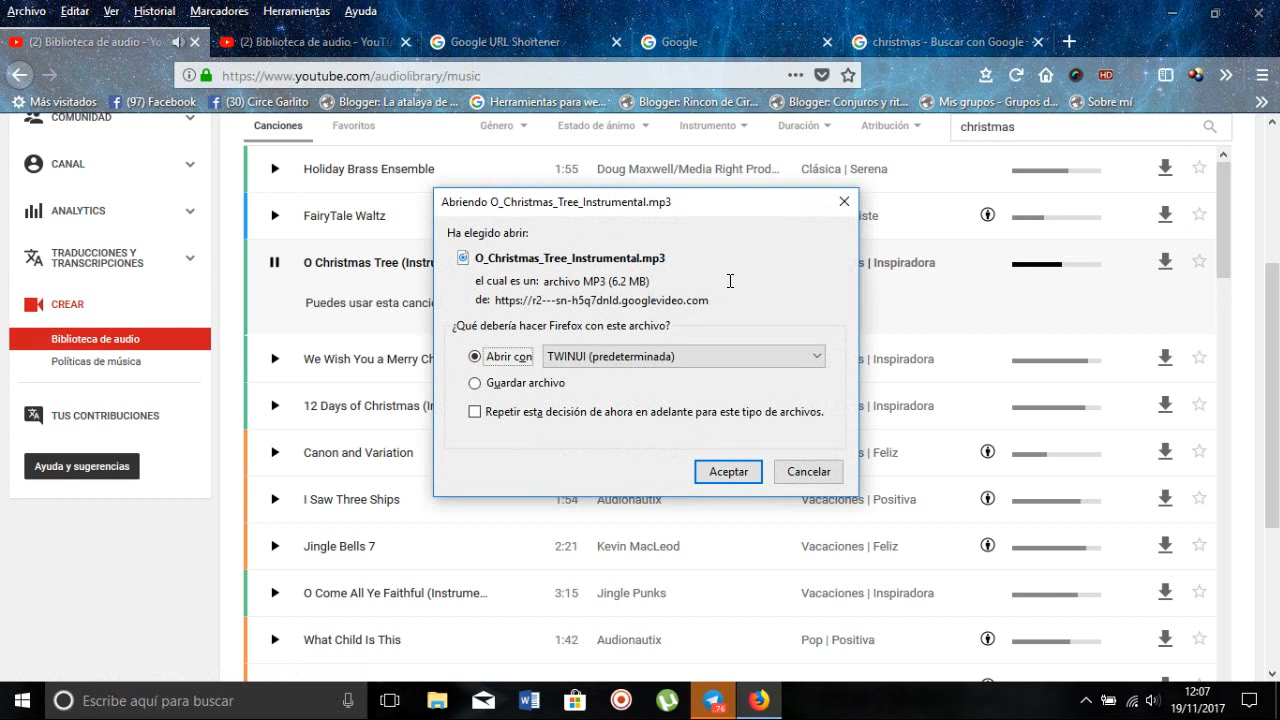 Archivo Editar Ver Historial Marcadores Herramientas Ayuda
(2) Biblioteca de audio - You
(2) Biblioteca de audio - YouTu
Google URL Shortener
Google
christmas - Buscar con Google
https://www.youtube.com/audiolibrary/music
HD
Más visitados (97) Facebook (30) Circe Garlito Blogger: La atalaya de ... Herramientas para we... Blogger: Rincon de Cir... Blogger: Conjuros y rit... Mis grupos - Grupos d... Sobre mí
COMUNIDAD
CANAL
ANALYTICS
TRADUCCIONES Y
TRANSCRIPCIONES
CREAR
Biblioteca de audio
Políticas de música
TUS CONTRIBUCIONES
Ayuda y sugerencias
Canciones Favoritos Género Estado de ánimo Instrumento Duración Atribución christmas
Holiday Brass Ensemble 1:55 Doug Maxwell/Media Right Prod... Clásica | Serena
FairyTale Waltz iste
O Christmas Tree (Instru | Inspiradora
Puedes usar esta canci
We Wish You a Merry Ch | Inspiradora
12 Days of Christmas (I | Inspiradora
Canon and Variation | Feliz
I Saw Three Ships 1:54 Audionautix Vacaciones | Positiva
Jingle Bells 7 2:21 Kevin MacLeod Vacaciones | Feliz
O Come All Ye Faithful (Instrume... 3:15 Jingle Punks Vacaciones | Inspiradora
What Child Is This 1:42 Audionautix Pop | Positiva
Abriendo O_Christmas_Tree_Instrumental.mp3
Ha elegido abrir:
O_Christmas_Tree_Instrumental.mp3
el cual es un: archivo MP3 (6.2 MB)
de: https://r2---sn-h5q7dnld.googlevideo.com
¿Qué debería hacer Firefox con este archivo?
Abrir con TWINUI (predeterminada)
Guardar archivo
Repetir esta decisión de ahora en adelante para este tipo de archivos.
Aceptar Cancelar
Escribe aquí para buscar
76
12:07
19/11/2017